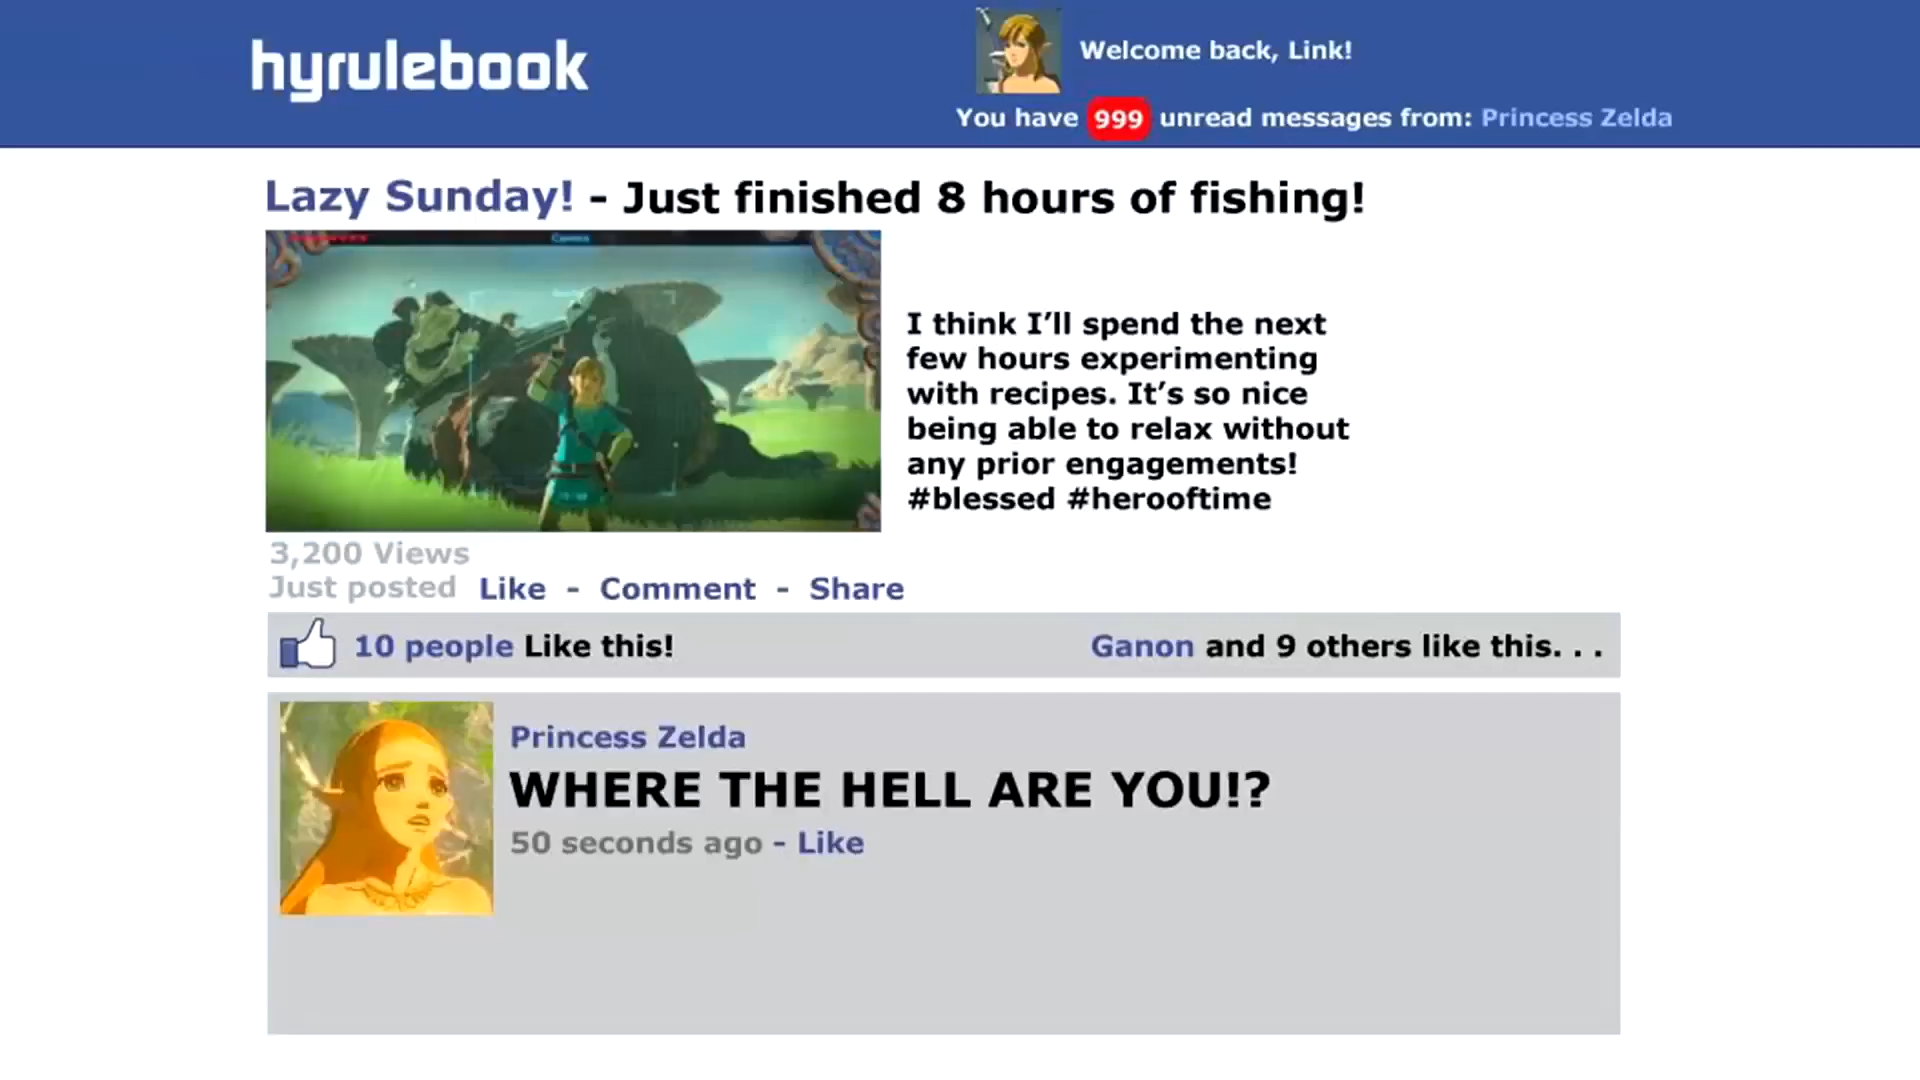 hyrulebook
Welcome back, Link!
You have 999 unread messages from: Princess Zelda
Lazy Sunday! - Just finished 8 hours of fishing!
I think I’ll spend the next
few hours experimenting
with recipes. It’s so nice
being able to relax without
any prior engagements!
#blessed #herooftime
3,200 Views
Just posted Like - Comment - Share
10 people Like this!
Ganon and 9 others like this. . .
Princess Zelda
WHERE THE HELL ARE YOU!?
50 seconds ago - Like